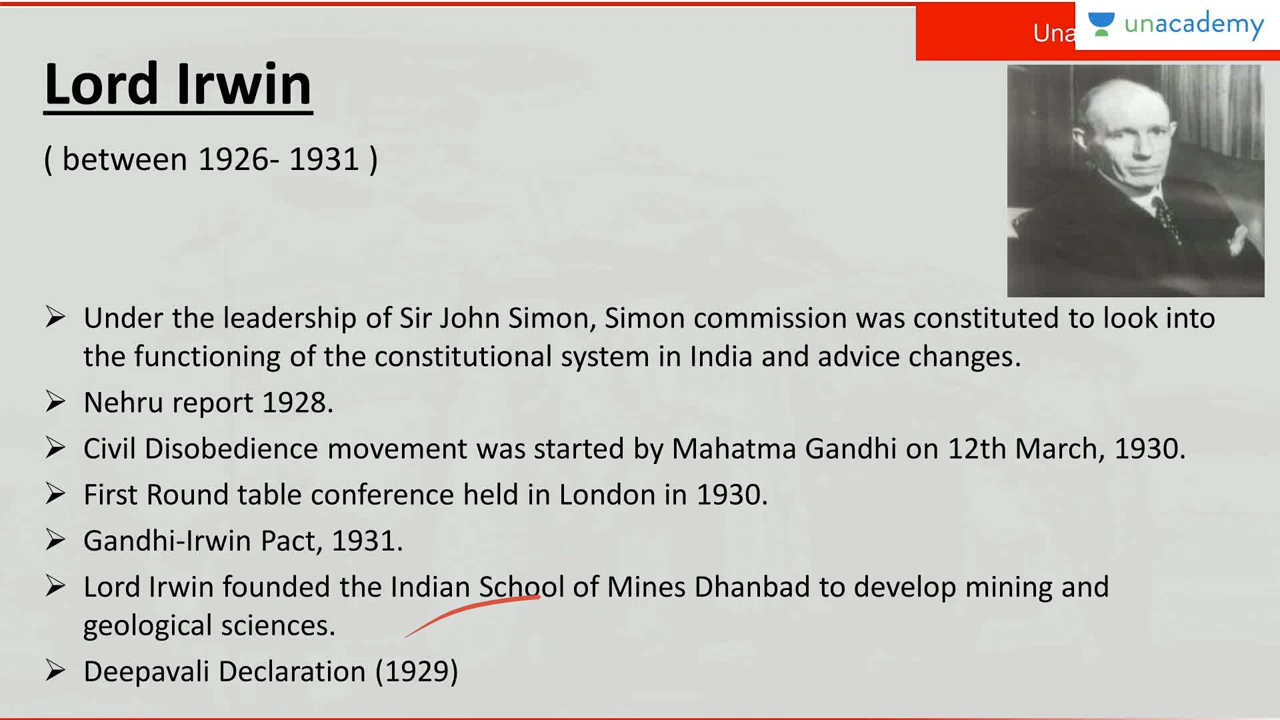 Una
unacademy
Lord Irwin
( between 1926- 1931 )
➢ Under the leadership of Sir John Simon, Simon commission was constituted to look into
the functioning of the constitutional system in India and advice changes.
➢ Nehru report 1928.
➢ Civil Disobedience movement was started by Mahatma Gandhi on 12th March, 1930.
➢ First Round table conference held in London in 1930.
➢ Gandhi-Irwin Pact, 1931.
➢ Lord Irwin founded the Indian School of Mines Dhanbad to develop mining and
geological sciences.
➢ Deepavali Declaration (1929)